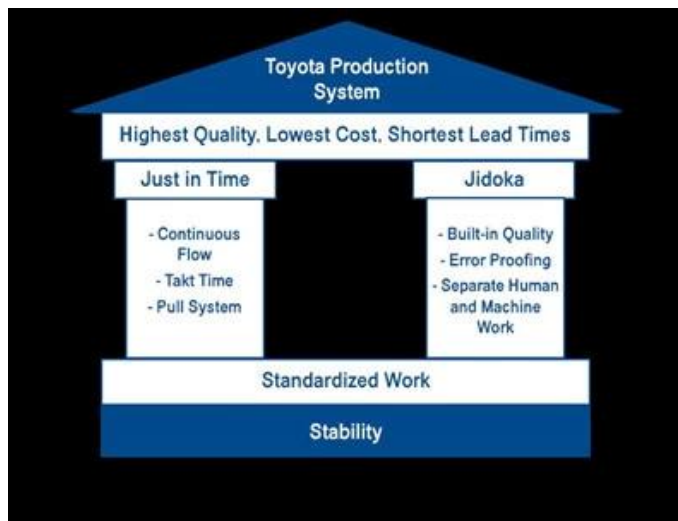 Toyota Production
System
Highest Quality, Lowest Cost, Shortest Lead Times
Just in Time
Jidoka
- Continuous
Flow
- Takt Time
- Pull System
- Built-in Quality
- Error Proofing
- Separate Human
and Machine
Work
Standardized Work
Stability